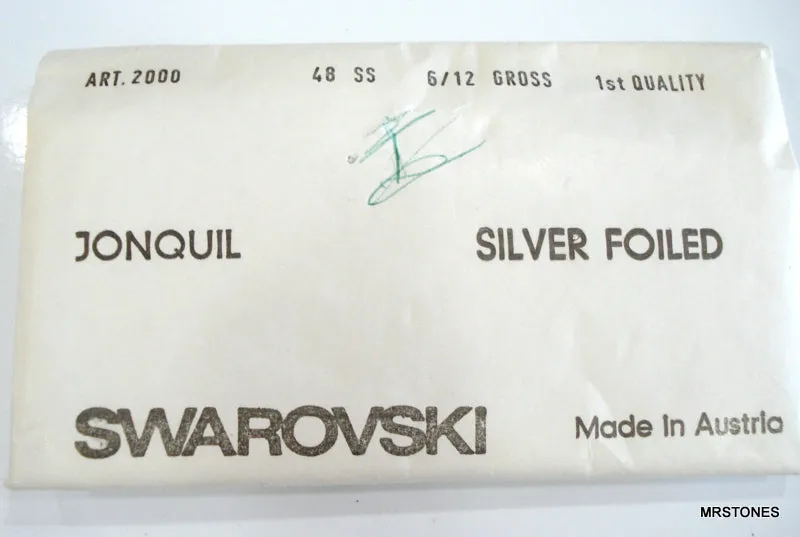 ART. 2000 48 SS 6/12 GROSS 1st QUALITY
JONQUIL SILVER FOILED
SWAROVSKI Made in Austria
MRSTONES